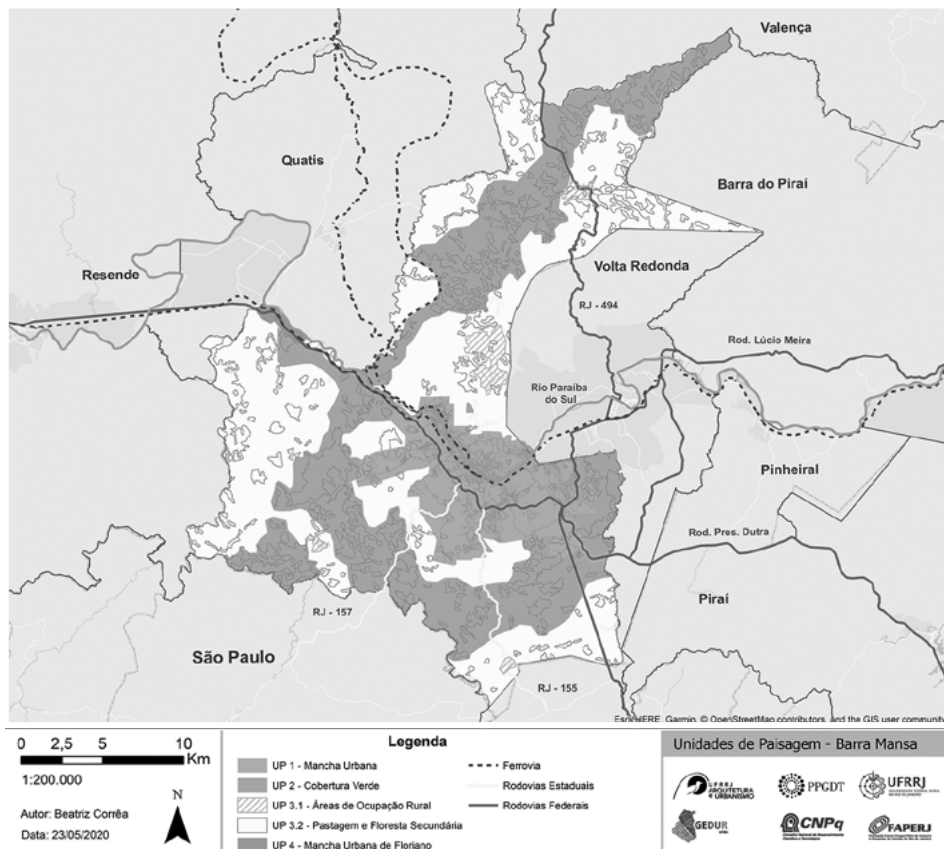 Valença
Quatis
Barra do Piraí
Resende
Volta Redonda
RJ - 494
Rod. Lúcio Meira
Rio Paraíba
do Sul
Pinheiral
Rod. Pres. Dutra
Piraí
RJ - 157
São Paulo
RJ - 155
Esri, HERE, Garmin, © OpenStreetMap contributors, and the GIS user community
0 2,5 5 10
Km
1:200.000
N
Autor: Beatriz Corrêa
Data: 23/05/2020
Legenda
UP 1 - Mancha Urbana
UP 2 - Cobertura Verde
UP 3.1 - Áreas de Ocupação Rural
UP 3.2 - Pastagem e Floresta Secundária
UP 4 - Mancha Urbana de Floriano
Ferrovia
Rodovias Estaduais
Rodovias Federais
Unidades de Paisagem - Barra Mansa
UFRRJ
ARQUITETURA
E URBANISMO
PPGDT
UFRRJ
GEDUR
CNPq
FAPERJ